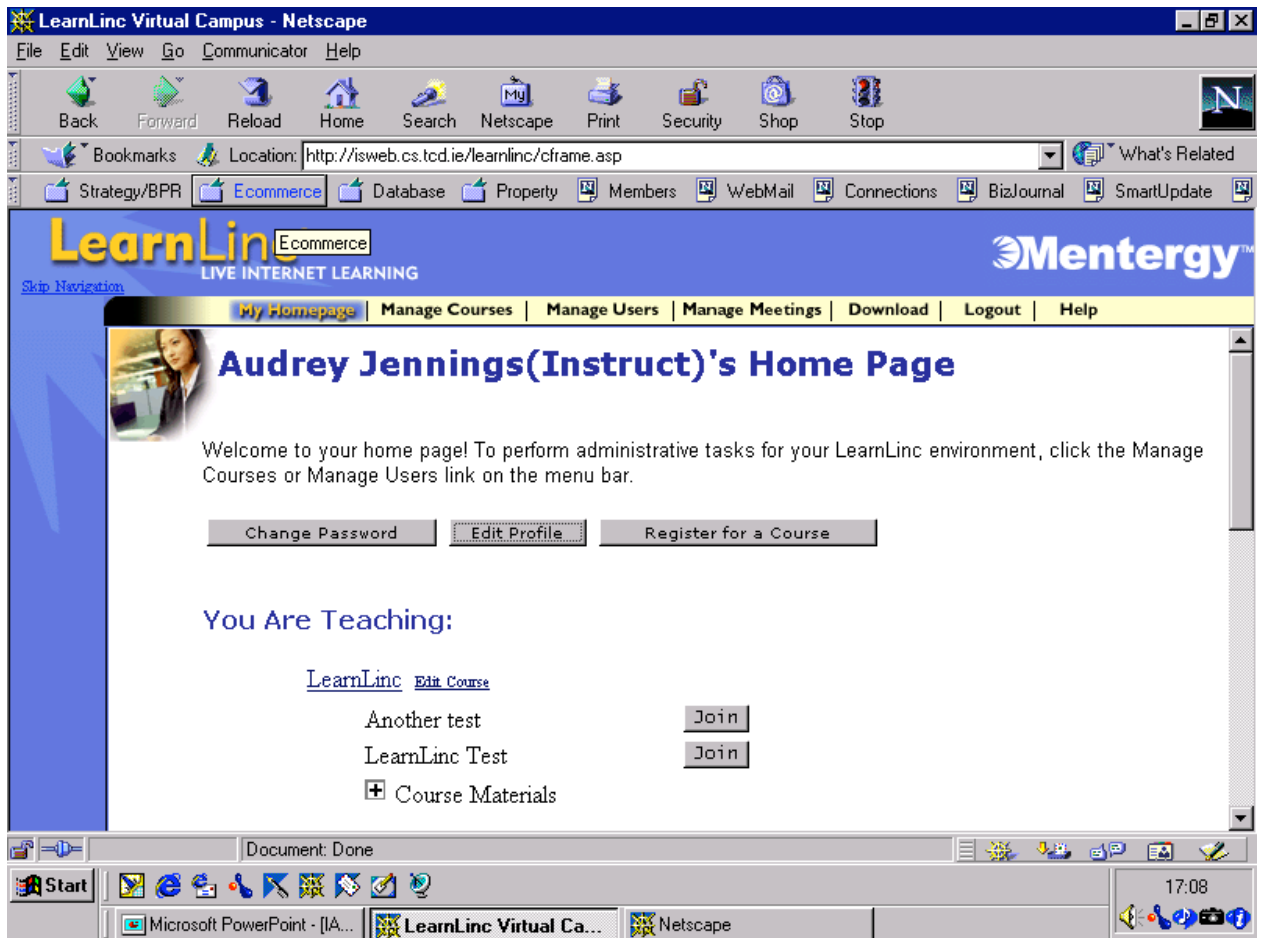 LearnLinc Virtual Campus - Netscape
File Edit View Go Communicator Help
My N
Back Forward Reload Home Search Netscape Print Security Shop Stop
Bookmarks Location: http://isweb.cs.tcd.ie/learnlinc/cframe.asp What's Related
Strategy/BPR Ecommerce Database Property Members WebMail Connections BizJournal SmartUpdate
LearnLinc Ecommerce Mentergy™
LIVE INTERNET LEARNING
Skip Navigation
My Homepage | Manage Courses | Manage Users | Manage Meetings | Download | Logout | Help
Audrey Jennings(Instruct)'s Home Page
Welcome to your home page! To perform administrative tasks for your LearnLinc environment, click the Manage
Courses or Manage Users link on the menu bar.
Change Password Edit Profile Register for a Course
You Are Teaching:
LearnLinc Edit Course
Another test Join
LearnLinc Test Join
Course Materials
Document: Done
Start 17:08
Microsoft PowerPoint - [IA... LearnLinc Virtual Ca... Netscape